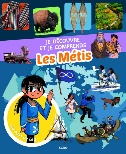 JE DÉCOUVRE
ET JE COMPRENDS
Les Métis